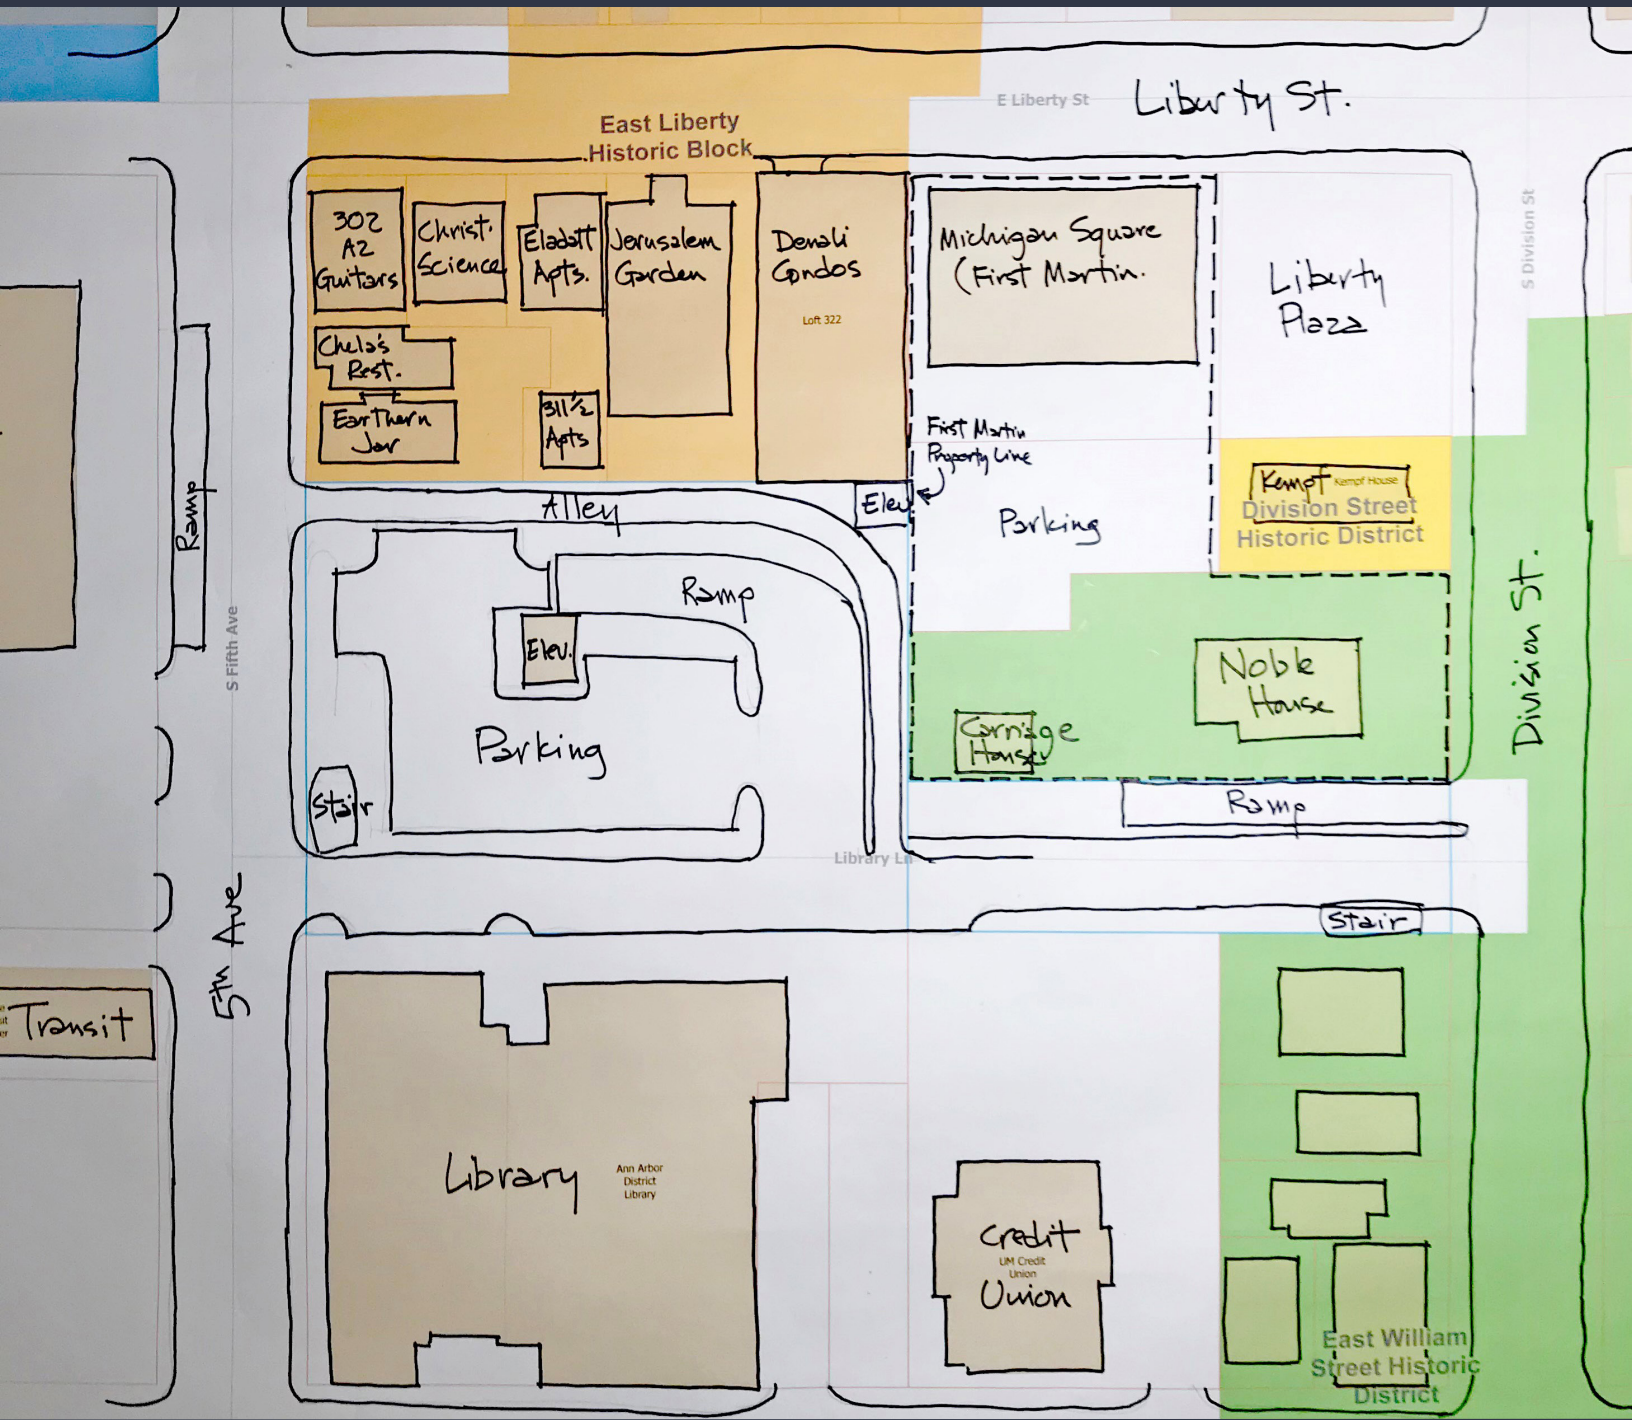 E Liberty St
Liberty St.
East Liberty
Historic Block
302
A2
Guitars
Christ.
Science
Eladatt
Apts.
Jerusalem
Garden
Denali
Condos
Loft 322
Michigan Square
(First Martin.
Liberty
Plaza
S Division St
Chela's
Rest.
Earthern
Jar
311 1/2
Apts
First Martin
Property Line
Kempf
Kempf House
Division Street
Historic District
Ramp
Alley
Elev
Parking
Ramp
Elev.
S Fifth Ave
Division St.
Noble
House
Carriage
House
Parking
Stair
Ramp
Library Ln
5th Ave
Stair
Transit
Library
Ann Arbor
District
Library
Credit
UM Credit
Union
Union
East William
Street Historic
District